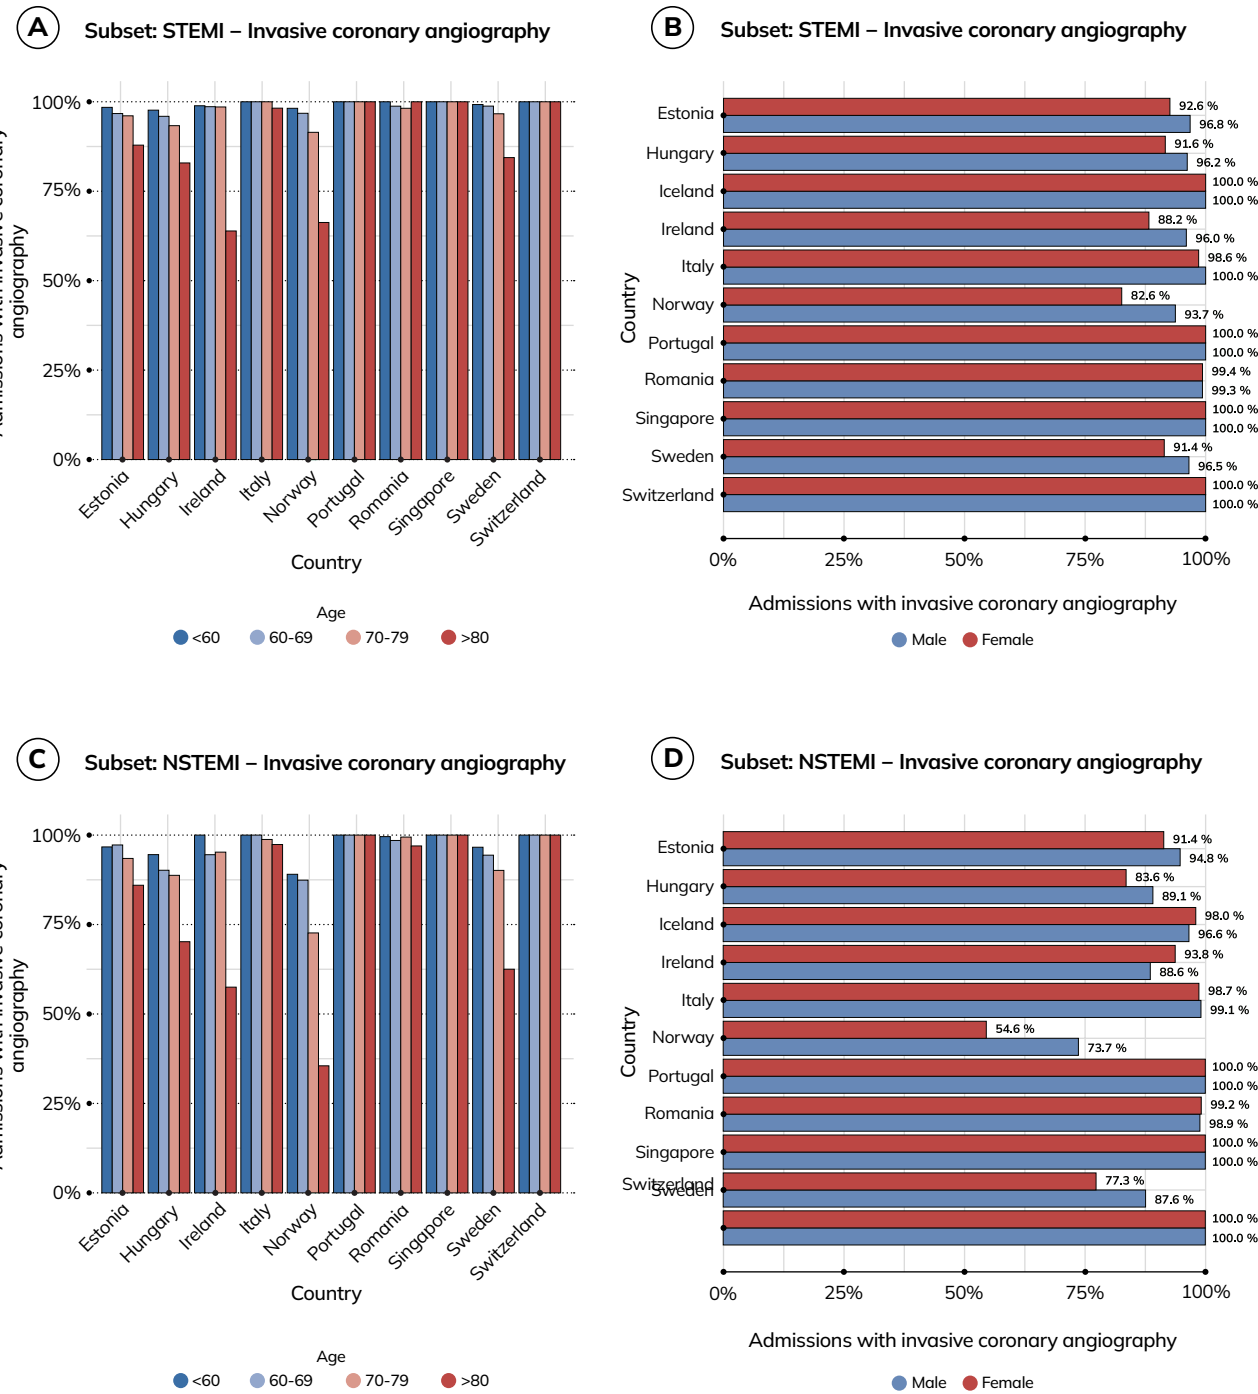 A
Subset: STEMI – Invasive coronary angiography
100%
75%
50%
25%
0%
Admissions with invasive coronary
angiography
Estonia
Hungary
Ireland
Italy
Norway
Portugal
Romania
Singapore
Sweden
Switzerland
Country
Age
<60
60-69
70-79
>80
B
Subset: STEMI – Invasive coronary angiography
Country
Estonia
92.6 %
96.8 %
Hungary
91.6 %
96.2 %
Iceland
100.0 %
100.0 %
Ireland
88.2 %
96.0 %
Italy
98.6 %
100.0 %
Norway
82.6 %
93.7 %
Portugal
100.0 %
100.0 %
Romania
99.4 %
99.3 %
Singapore
100.0 %
100.0 %
Sweden
91.4 %
96.5 %
Switzerland
100.0 %
100.0 %
0%
25%
50%
75%
100%
Admissions with invasive coronary angiography
Male
Female
C
Subset: NSTEMI – Invasive coronary angiography
100%
75%
50%
25%
0%
Admissions with invasive coronary
angiography
Estonia
Hungary
Ireland
Italy
Norway
Portugal
Romania
Singapore
Sweden
Switzerland
Country
Age
<60
60-69
70-79
>80
D
Subset: NSTEMI – Invasive coronary angiography
Country
Estonia
91.4 %
94.8 %
Hungary
83.6 %
89.1 %
Iceland
98.0 %
96.6 %
Ireland
93.8 %
88.6 %
Italy
98.7 %
99.1 %
Norway
54.6 %
73.7 %
Portugal
100.0 %
100.0 %
Romania
99.2 %
98.9 %
Singapore
100.0 %
100.0 %
Switzerland
Sweden
77.3 %
87.6 %
100.0 %
100.0 %
0%
25%
50%
75%
100%
Admissions with invasive coronary angiography
Male
Female